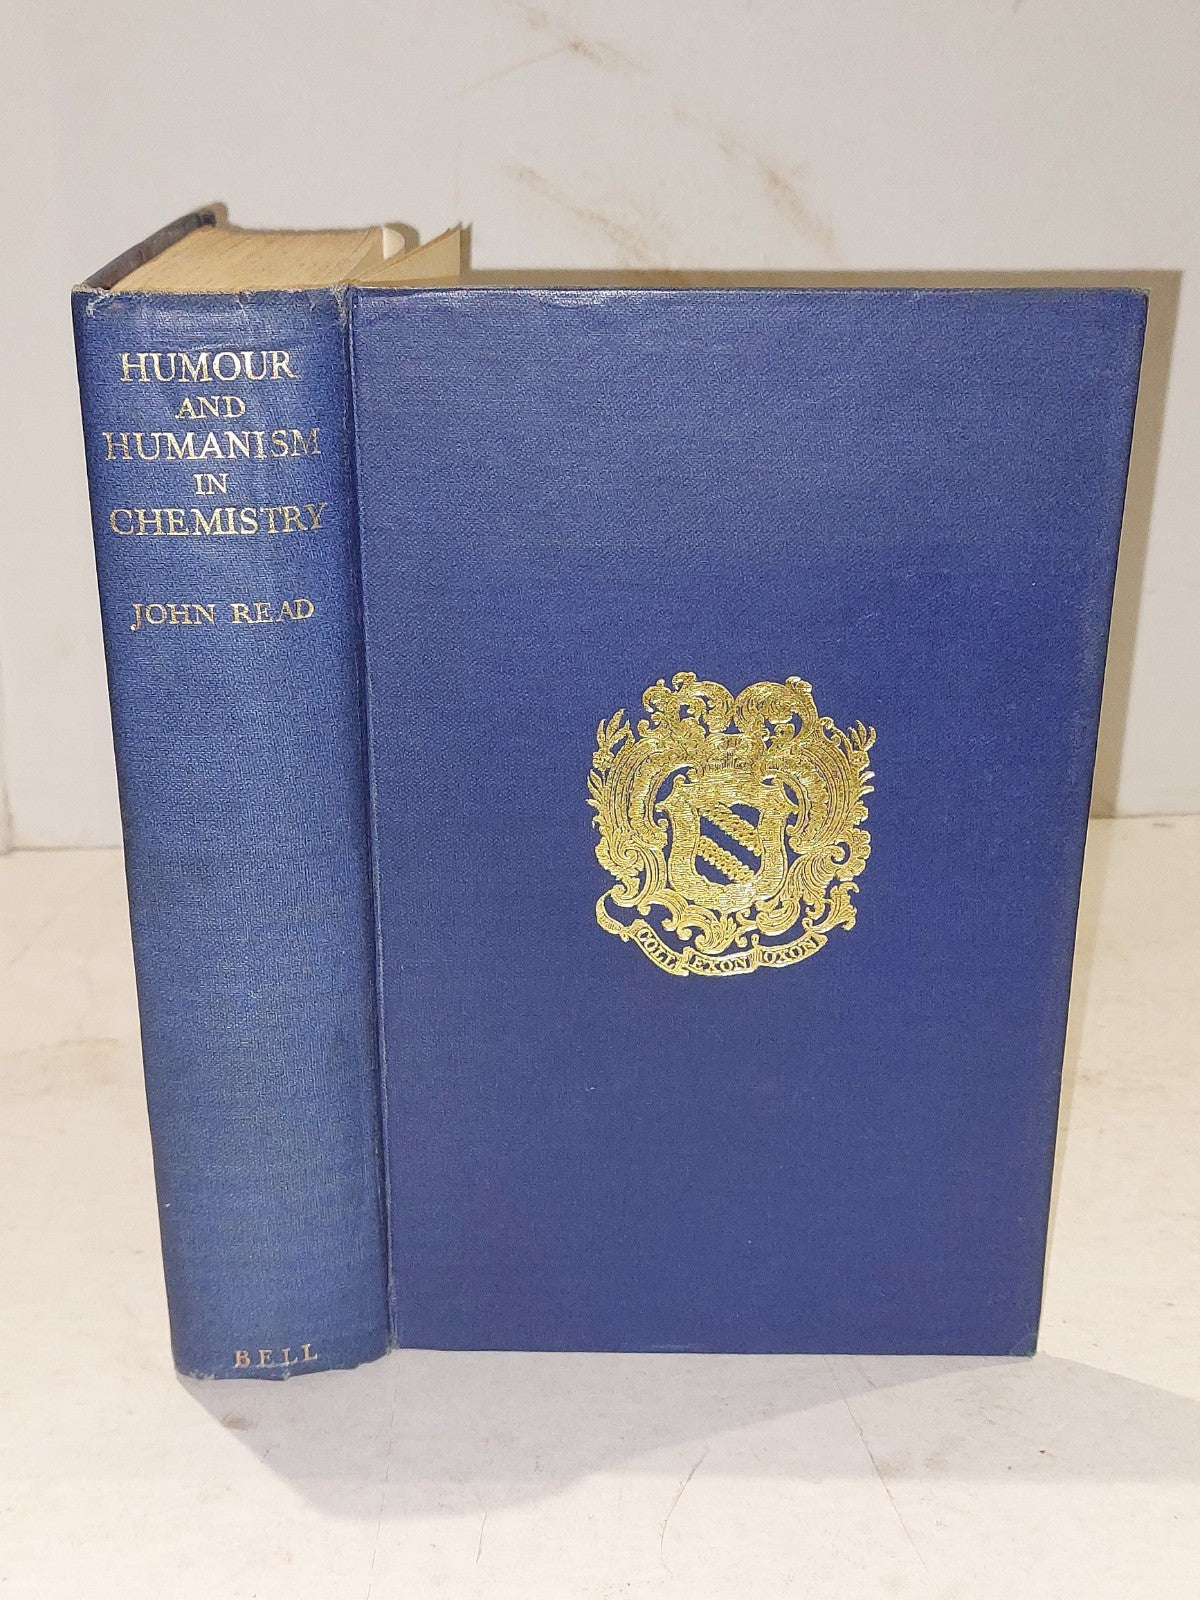 HUMOUR
AND
HUMANISM
IN
CHEMISTRY
JOHN READ
BELL
COLL EXON OXON